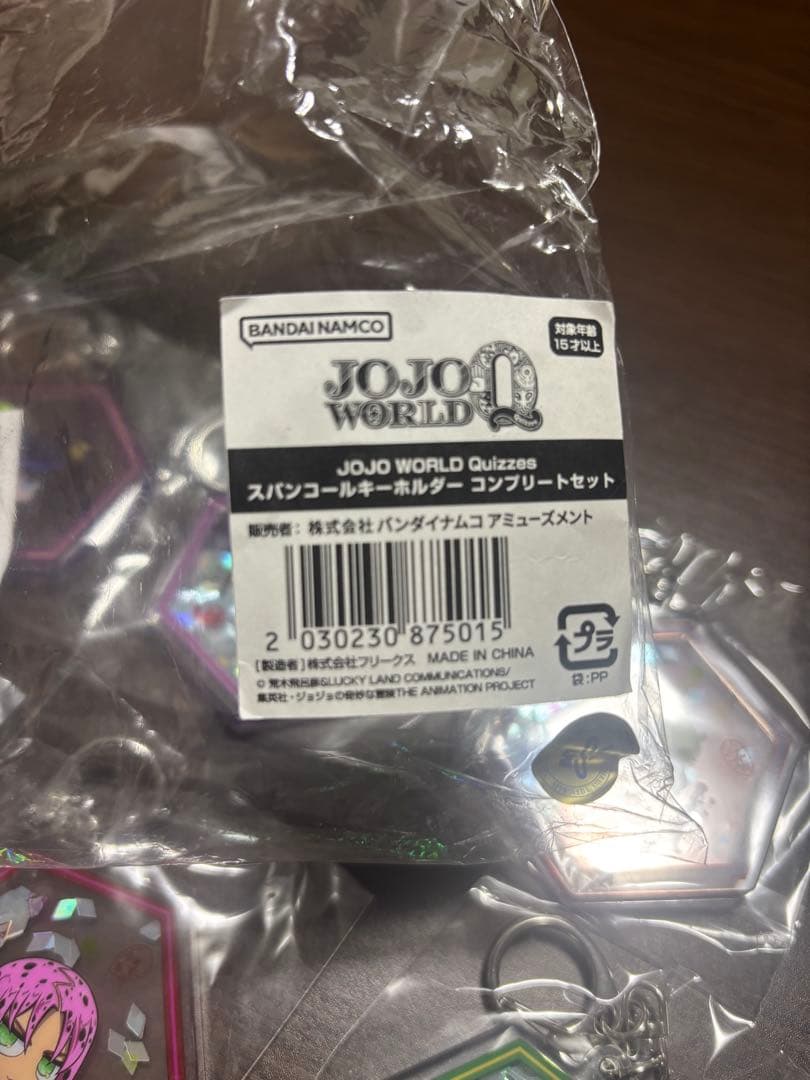 BANDAI NAMCO
対象年齢
15才以上
JOJO
WORLD
JOJO WORLD Quizzes
スパンコールキーホルダー コンプリートセット
販売者：株式会社バンダイナムコ アミューズメント
2 030230 875015
[製造者]株式会社フリークス MADE IN CHINA
© 荒木飛呂彦&LUCKY LAND COMMUNICATIONS/
集英社・ジョジョの奇妙な冒険THE ANIMATION PROJECT
プラ
袋:PP